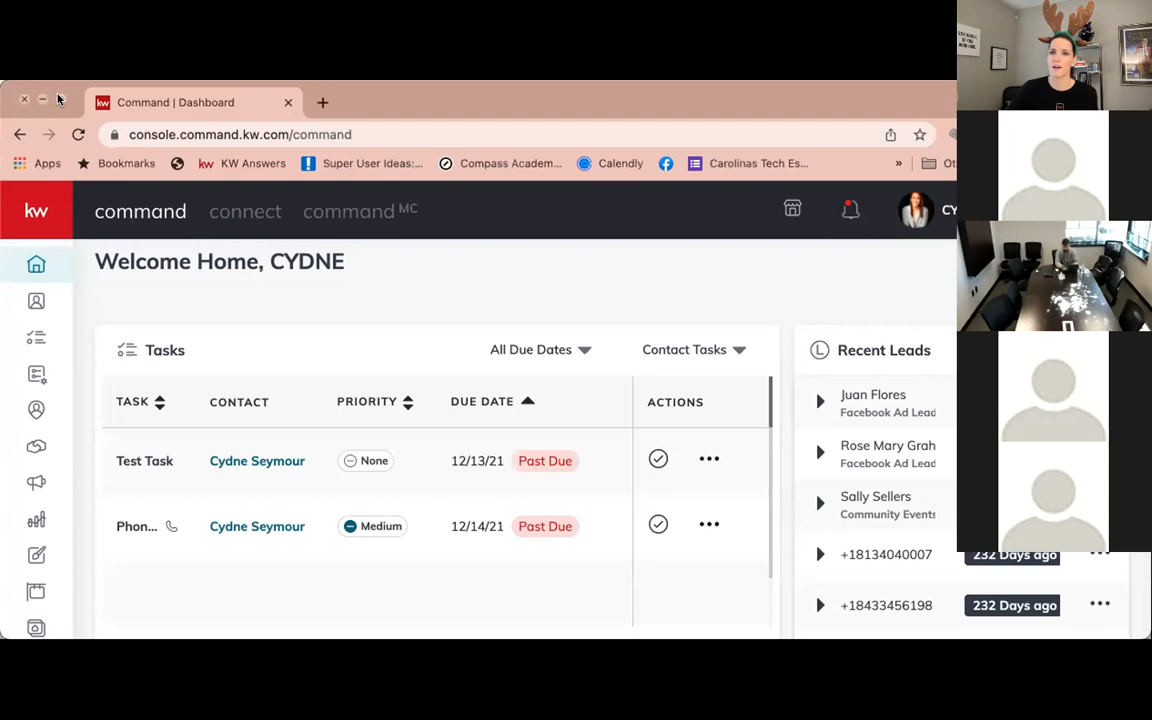 Command | Dashboard
console.command.kw.com/command
Apps
Bookmarks
kw KW Answers
Super User Ideas:...
Compass Academ...
Calendly
Carolinas Tech Es...
»
Ot
kw
command
connect
command MC
CY
Welcome Home, CYDNE
Tasks
All Due Dates
Contact Tasks
TASK
CONTACT
PRIORITY
DUE DATE
ACTIONS
Test Task
Cydne Seymour
None
12/13/21
Past Due
Phon...
Cydne Seymour
Medium
12/14/21
Past Due
L Recent Leads
Juan Flores
Facebook Ad Lead
Rose Mary Grah
Facebook Ad Lead
Sally Sellers
Community Events
+18134040007
232 Days ago
+18433456198
232 Days ago